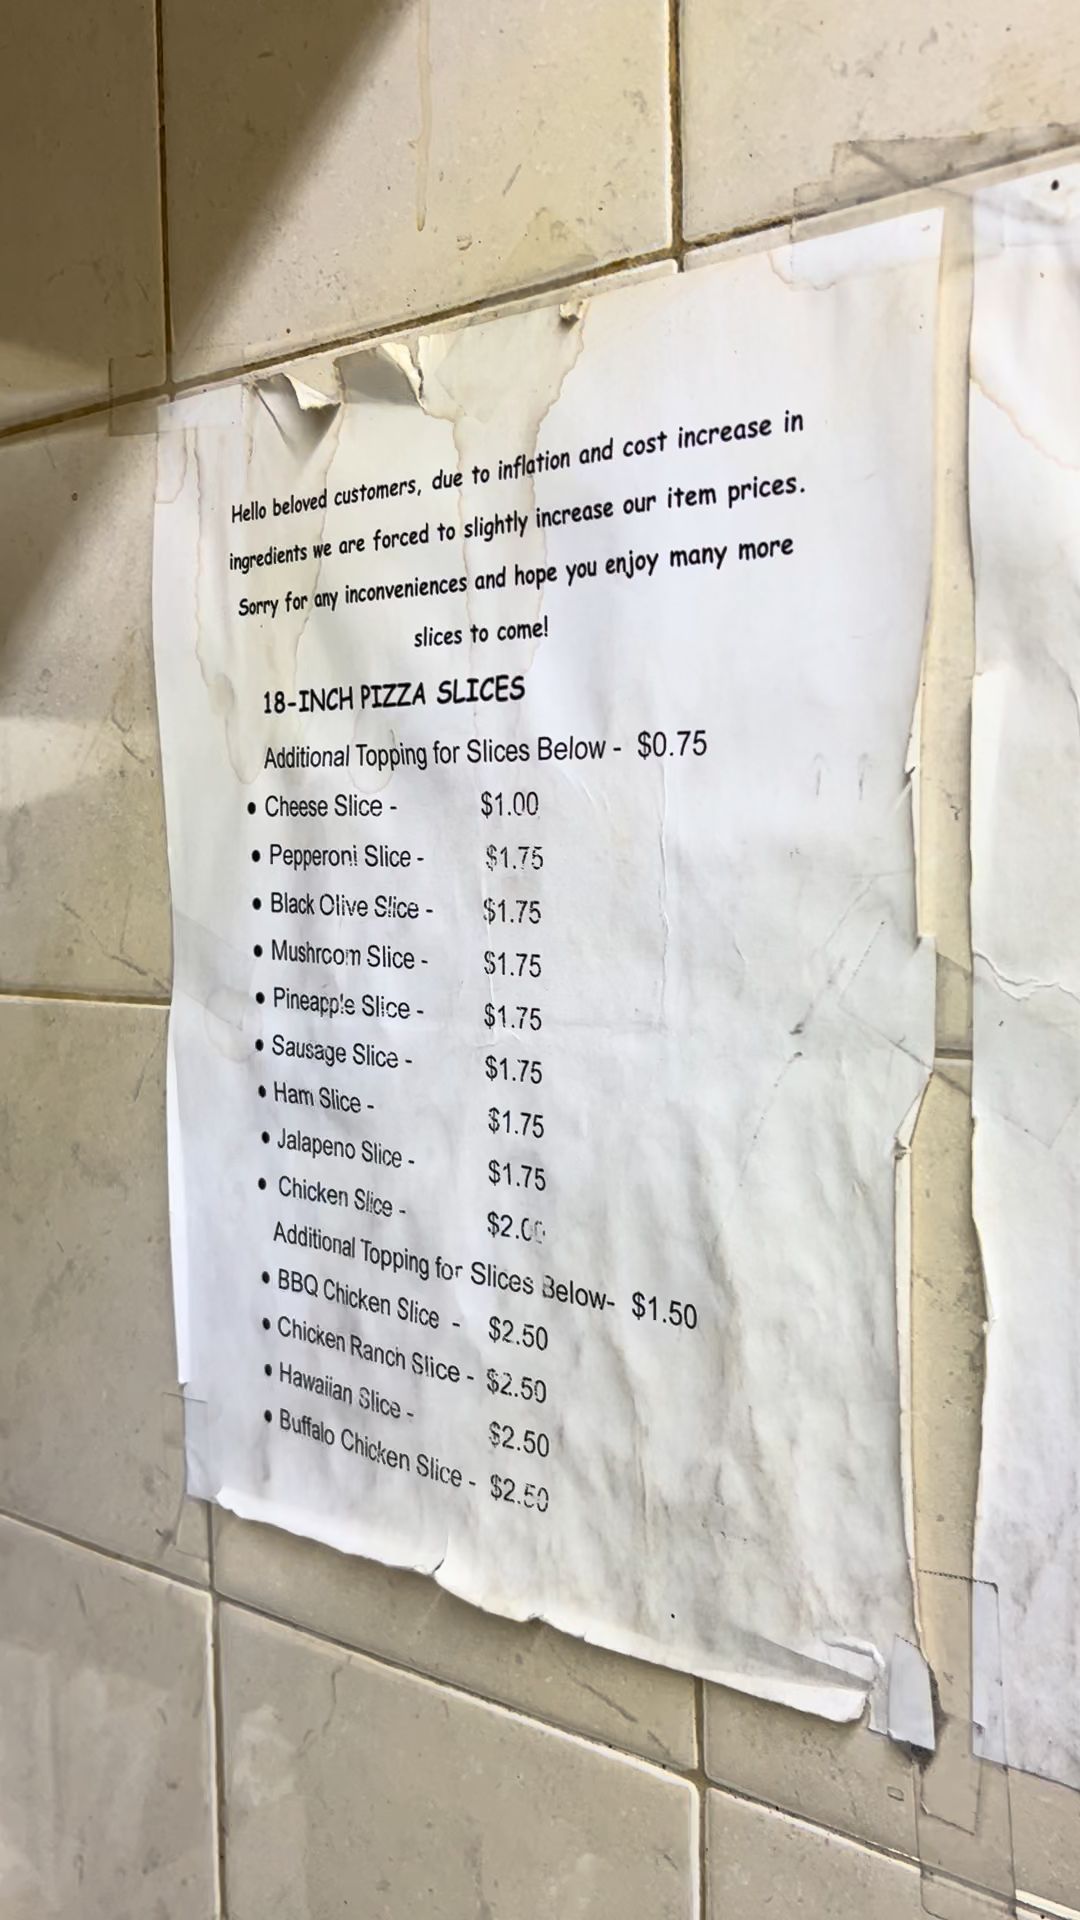 Hello beloved customers, due to inflation and cost increase in
ingredients we are forced to slightly increase our item prices.
Sorry for any inconveniences and hope you enjoy many more
slices to come!
18-INCH PIZZA SLICES
Additional Topping for Slices Below - $0.75
• Cheese Slice - $1.00
• Pepperoni Slice - $1.75
• Black Olive Slice - $1.75
• Mushroom Slice - $1.75
• Pineapple Slice - $1.75
• Sausage Slice - $1.75
• Ham Slice - $1.75
• Jalapeno Slice - $1.75
• Chicken Slice - $2.00
Additional Topping for Slices Below- $1.50
• BBQ Chicken Slice - $2.50
• Chicken Ranch Slice - $2.50
• Hawaiian Slice - $2.50
• Buffalo Chicken Slice - $2.50